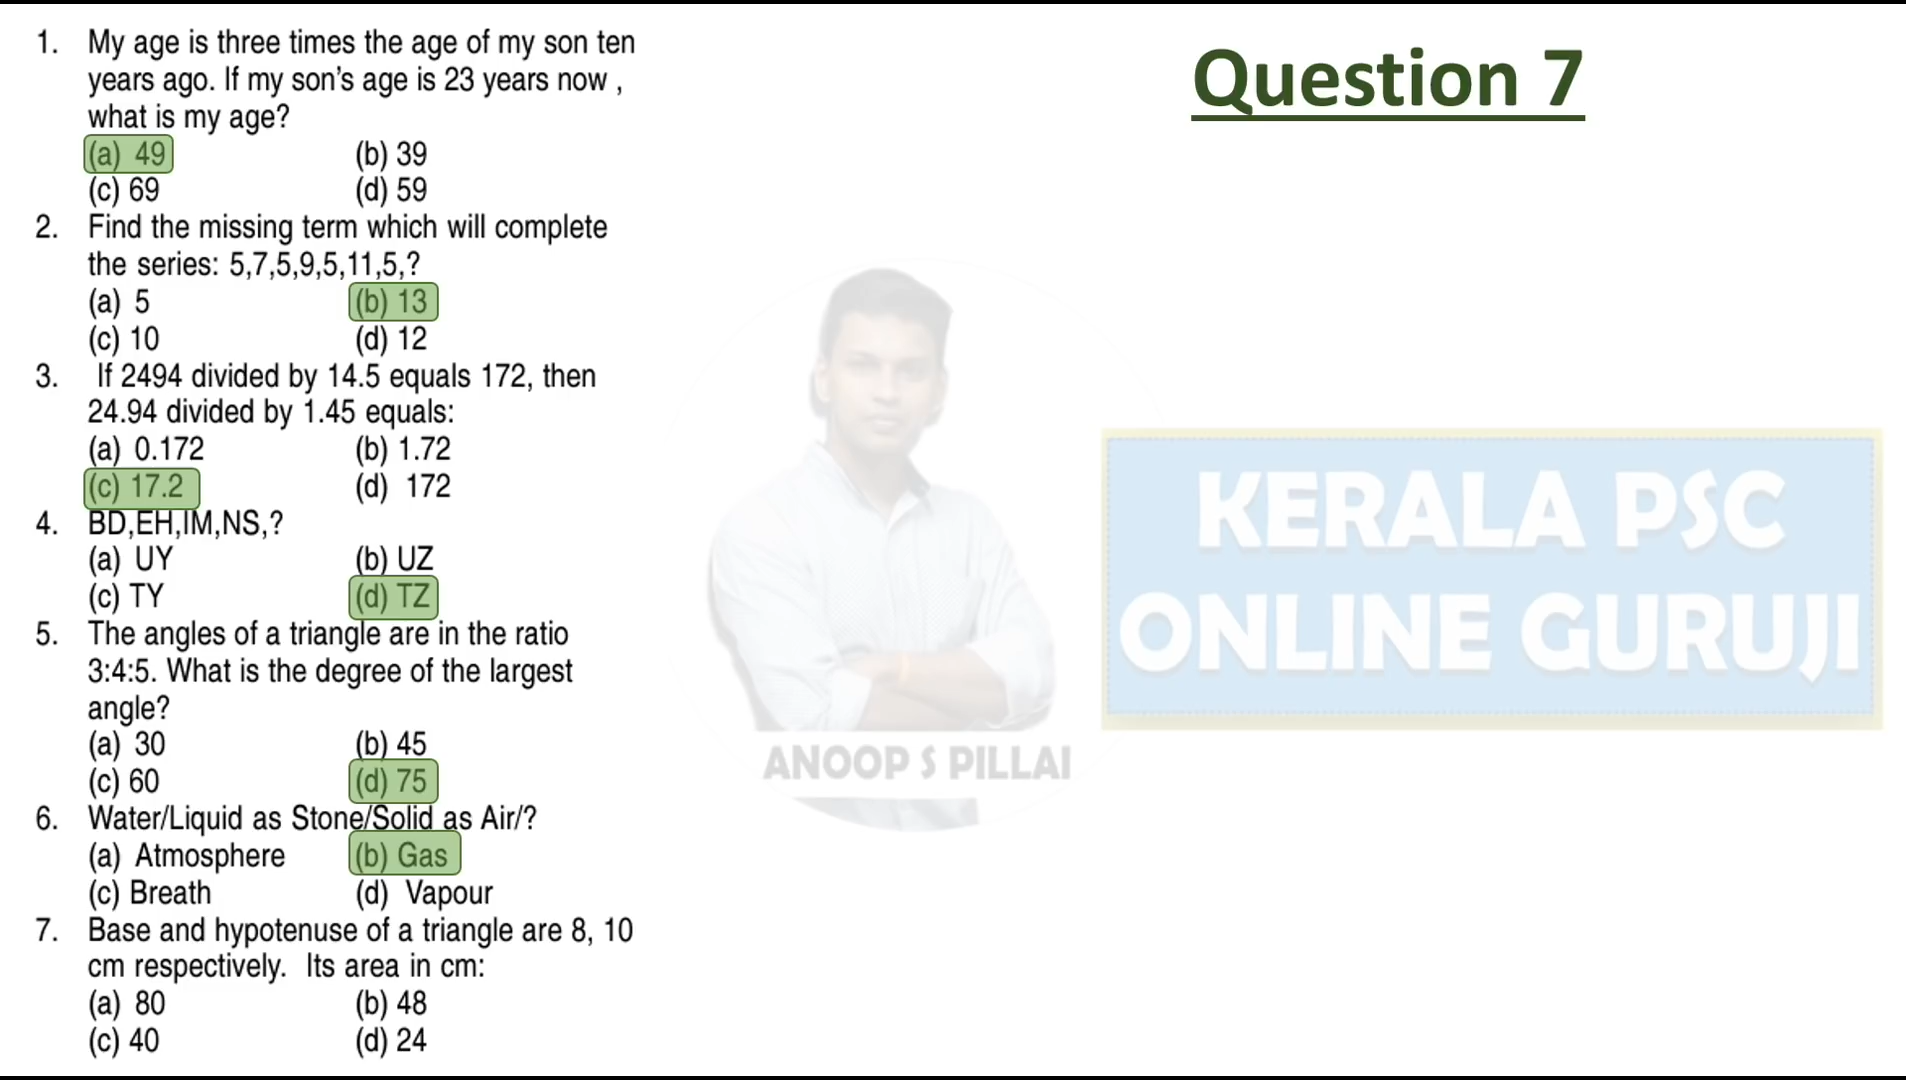 1. My age is three times the age of my son ten
years ago. If my son's age is 23 years now ,
what is my age?
(a) 49 (b) 39
(c) 69 (d) 59
2. Find the missing term which will complete
the series: 5,7,5,9,5,11,5,?
(a) 5 (b) 13
(c) 10 (d) 12
3. If 2494 divided by 14.5 equals 172, then
24.94 divided by 1.45 equals:
(a) 0.172 (b) 1.72
(c) 17.2 (d) 172
4. BD,EH,IM,NS,?
(a) UY (b) UZ
(c) TY (d) TZ
5. The angles of a triangle are in the ratio
3:4:5. What is the degree of the largest
angle?
(a) 30 (b) 45
(c) 60 (d) 75
6. Water/Liquid as Stone/Solid as Air/?
(a) Atmosphere (b) Gas
(c) Breath (d) Vapour
7. Base and hypotenuse of a triangle are 8, 10
cm respectively. Its area in cm:
(a) 80 (b) 48
(c) 40 (d) 24
Question 7
KERALA PSC
ONLINE GURUJI
ANOOP S PILLAI